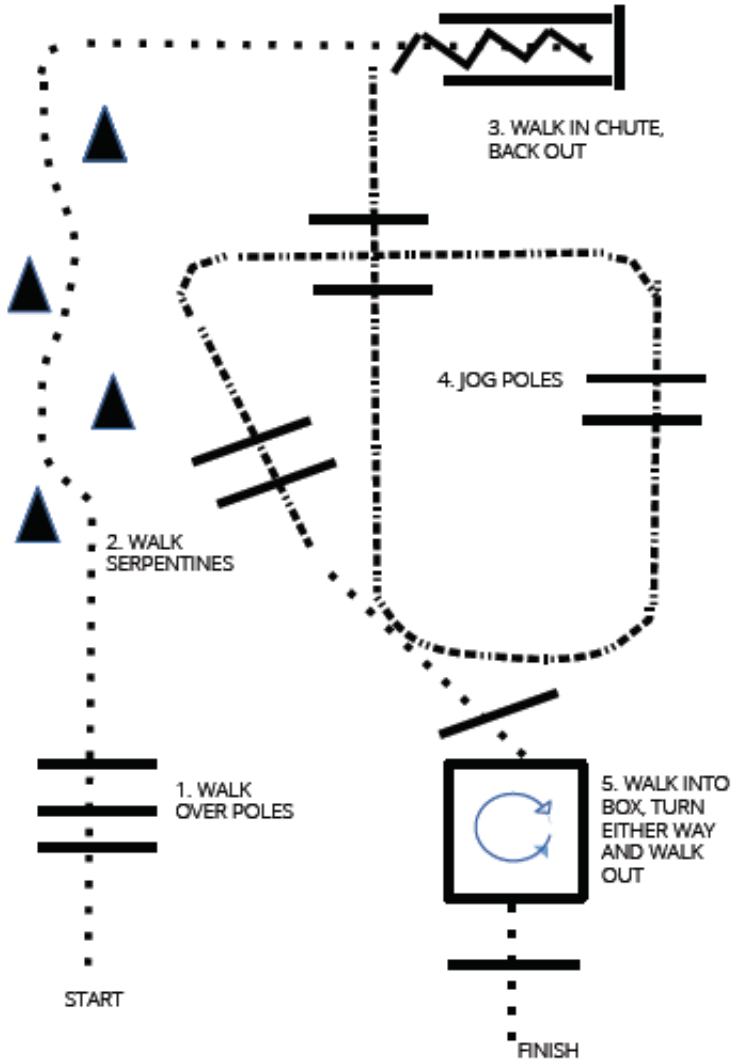 3. WALK IN CHUTE,
BACK OUT
4. JOG POLES
2. WALK
SERPENTINES
1. WALK
OVER POLES
5. WALK INTO
BOX, TURN
EITHER WAY
AND WALK
OUT
START
FINISH